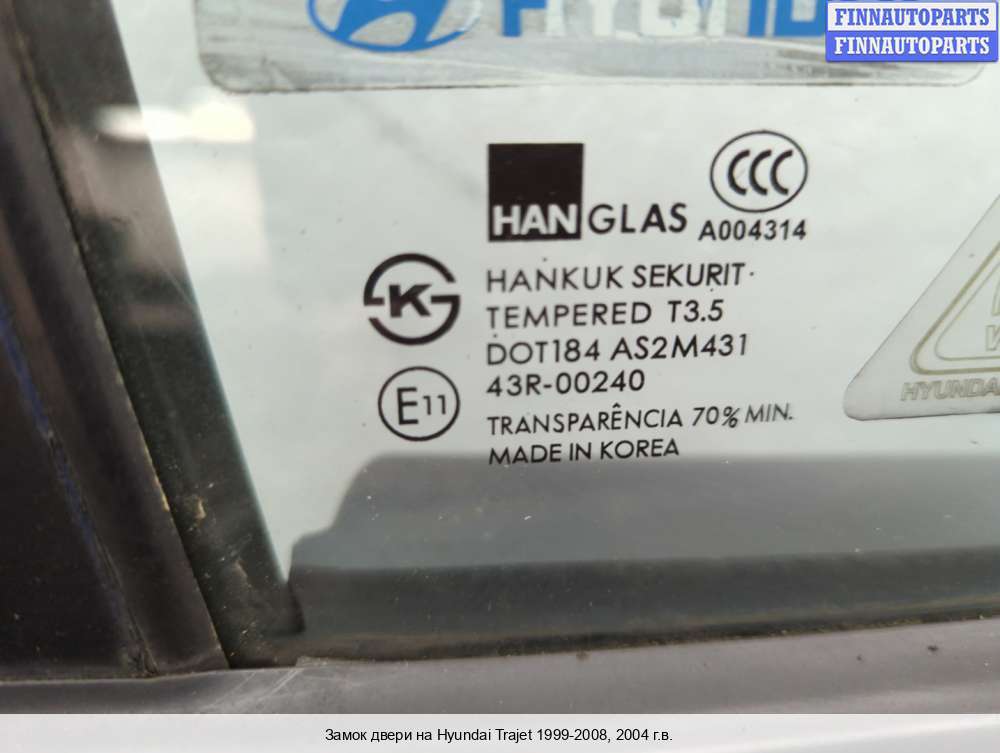 FINNAUTOPARTS
FINNAUTOPARTS
CCC
HAN GLAS
A004314
K
HANKUK SEKURIT
TEMPERED T3.5
DOT184 AS2M431
43R-00240
E11
TRANSPARÊNCIA 70% MIN.
MADE IN KOREA
Замок двери на Hyundai Trajet 1999-2008, 2004 г.в.